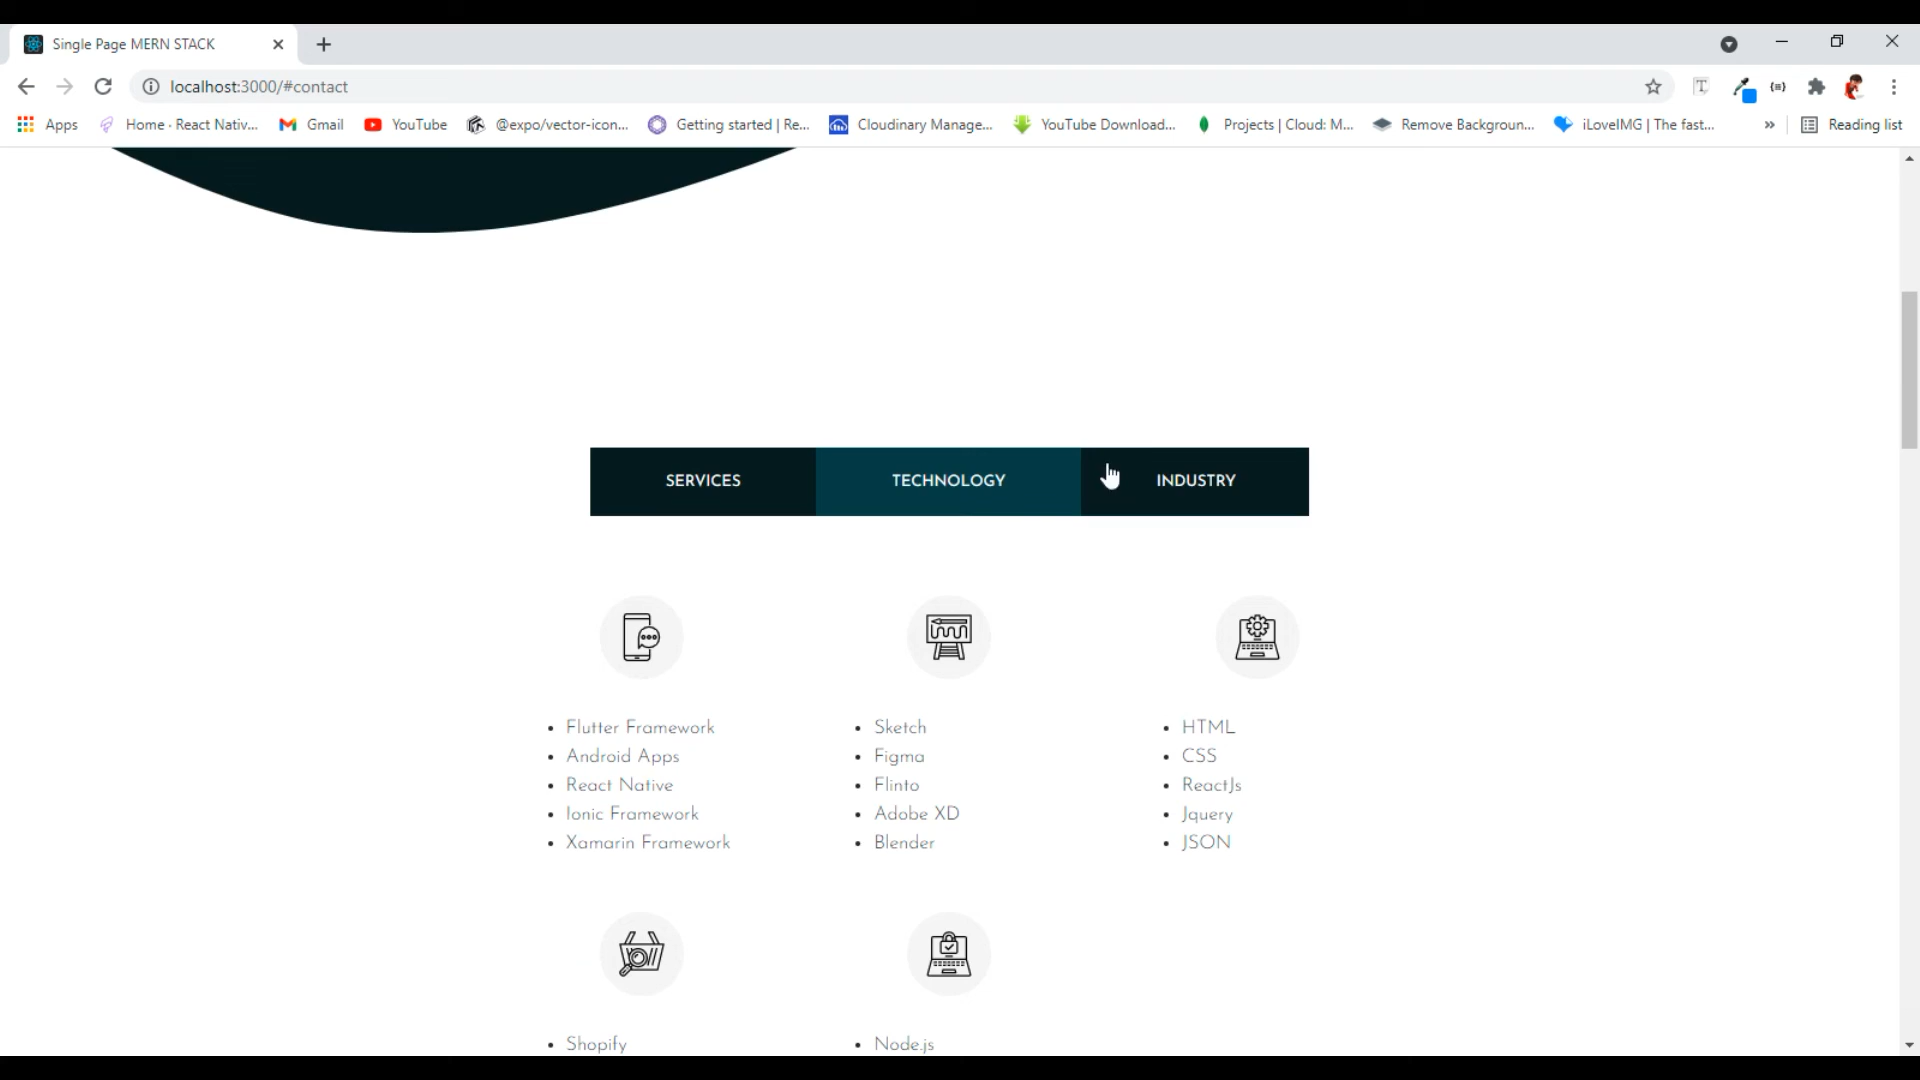 Single Page MERN STACK
localhost:3000/#contact
Apps
Home · React Nativ...
Gmail
YouTube
@expo/vector-icon...
Getting started | Re...
Cloudinary Manage...
YouTube Download...
Projects | Cloud: M...
Remove Backgroun...
iLoveIMG | The fast...
»
Reading list
SERVICES
TECHNOLOGY
INDUSTRY
• Flutter Framework
• Android Apps
• React Native
• Ionic Framework
• Xamarin Framework
• Sketch
• Figma
• Flinto
• Adobe XD
• Blender
• HTML
• CSS
• ReactJs
• Jquery
• JSON
• Shopify
• Node.js